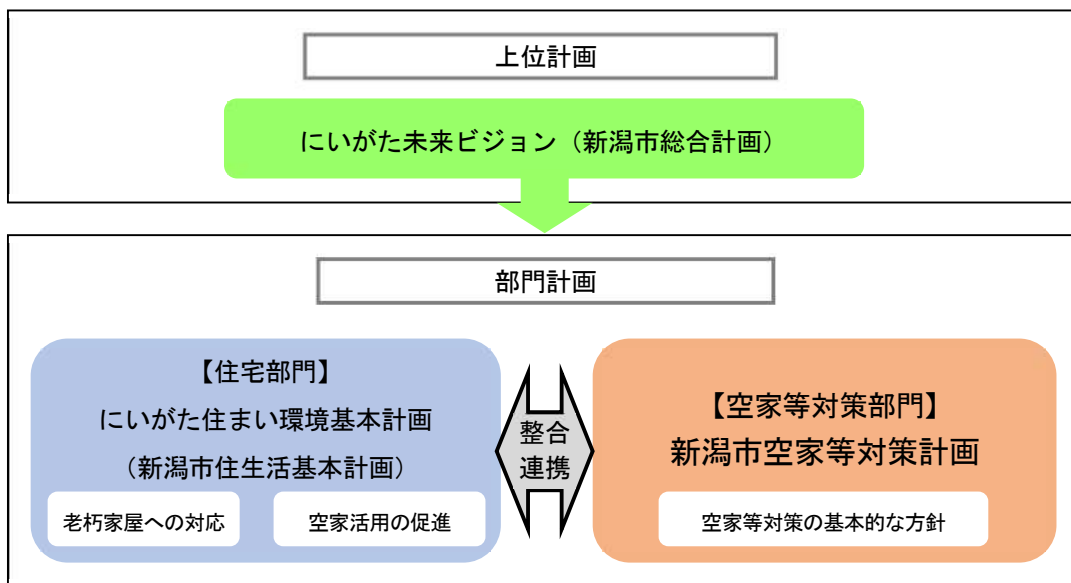 上位計画
にいがた未来ビジョン（新潟市総合計画）
部門計画
【住宅部門】
にいがた住まい環境基本計画
（新潟市住生活基本計画）
老朽家屋への対応
空家活用の促進
整合
連携
【空家等対策部門】
新潟市空家等対策計画
空家等対策の基本的な方針